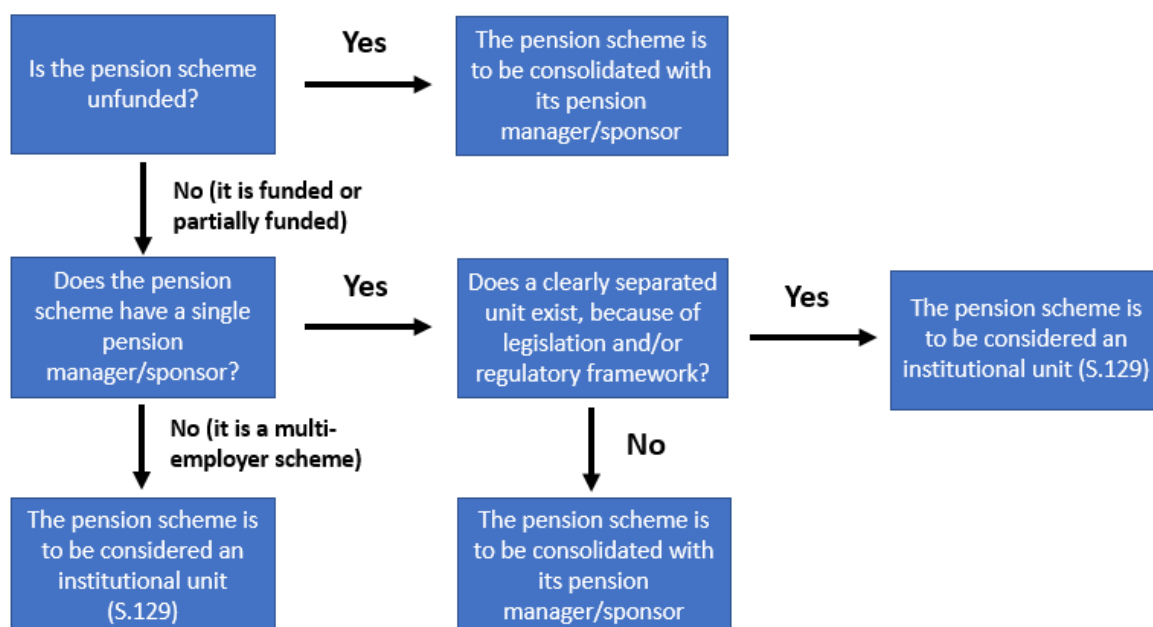 Is the pension scheme
unfunded?
Yes
The pension scheme is
to be consolidated with
its pension
manager/sponsor
No (it is funded or
partially funded)
Does the pension
scheme have a single
pension
manager/sponsor?
Yes
Does a clearly separated
unit exist, because of
legislation and/or
regulatory framework?
Yes
The pension scheme is
to be considered an
institutional unit (S.129)
No (it is a multi-
employer scheme)
No
The pension scheme is
to be considered an
institutional unit
(S.129)
The pension scheme is
to be consolidated with
its pension
manager/sponsor